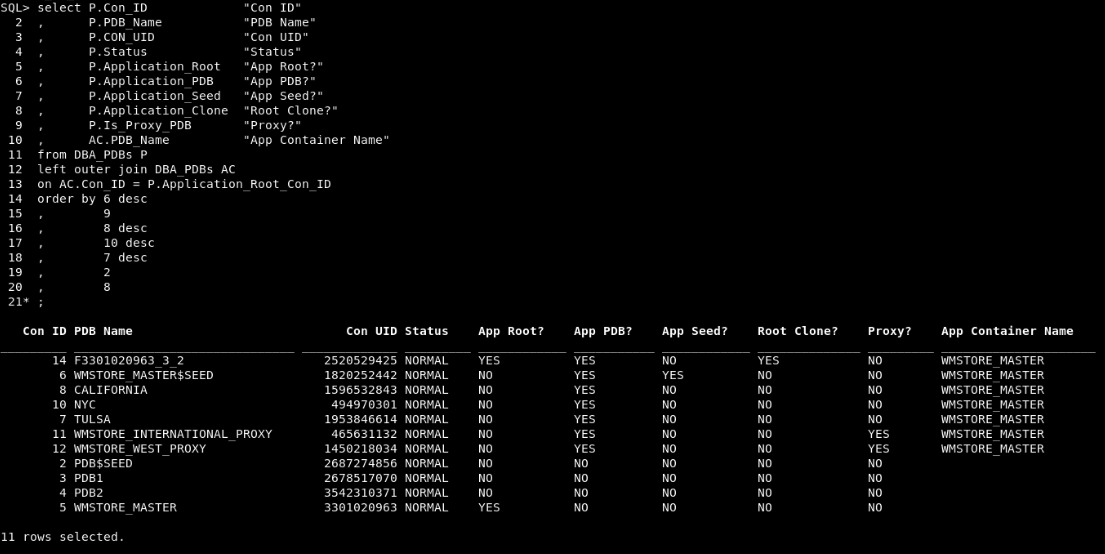 SQL> select P.Con_ID             "Con ID"
  2  ,      P.PDB_Name           "PDB Name"
  3  ,      P.CON_UID            "Con UID"
  4  ,      P.Status             "Status"
  5  ,      P.Application_Root   "App Root?"
  6  ,      P.Application_PDB    "App PDB?"
  7  ,      P.Application_Seed   "App Seed?"
  8  ,      P.Application_Clone  "Root Clone?"
  9  ,      P.Is_Proxy_PDB       "Proxy?"
 10  ,      AC.PDB_Name          "App Container Name"
 11  from DBA_PDBs P
 12  left outer join DBA_PDBs AC
 13  on AC.Con_ID = P.Application_Root_Con_ID
 14  order by 6 desc
 15  ,        9
 16  ,        8 desc
 17  ,        10 desc
 18  ,        7 desc
 19  ,        2
 20  ,        8
 21* ;
   Con ID PDB Name                             Con UID Status    App Root?    App PDB?    App Seed?    Root Clone?    Proxy?    App Container Name
_________ ______________________________ _____________ _________ ____________ ___________ ____________ ______________ _________ _____________________
       14 F3301020963_3_2                   2520529425 NORMAL    YES          YES         NO           YES            NO        WMSTORE_MASTER
        6 WMSTORE_MASTER$SEED               1820252442 NORMAL    NO           YES         YES          NO             NO        WMSTORE_MASTER
        8 CALIFORNIA                        1596532843 NORMAL    NO           YES         NO           NO             NO        WMSTORE_MASTER
       10 NYC                                494970301 NORMAL    NO           YES         NO           NO             NO        WMSTORE_MASTER
        7 TULSA                             1953846614 NORMAL    NO           YES         NO           NO             NO        WMSTORE_MASTER
       11 WMSTORE_INTERNATIONAL_PROXY        465631132 NORMAL    NO           YES         NO           NO             YES       WMSTORE_MASTER
       12 WMSTORE_WEST_PROXY                1450218034 NORMAL    NO           YES         NO           NO             YES       WMSTORE_MASTER
        2 PDB$SEED                          2687274856 NORMAL    NO           NO          NO           NO             NO
        3 PDB1                              2678517070 NORMAL    NO           NO          NO           NO             NO
        4 PDB2                              3542310371 NORMAL    NO           NO          NO           NO             NO
        5 WMSTORE_MASTER                    3301020963 NORMAL    YES          NO          NO           NO             NO
11 rows selected.